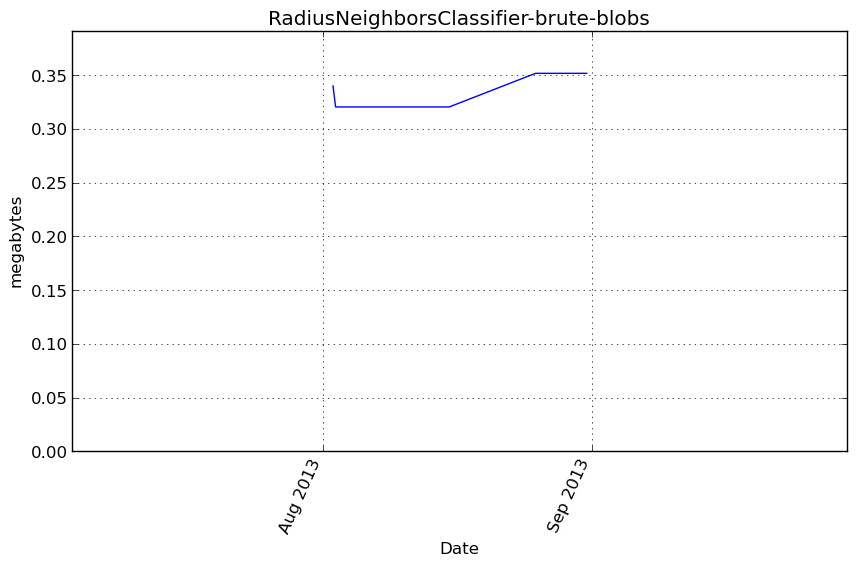 RadiusNeighborsClassifier-brute-blobs
0.35
0.30
0.25
0.20
0.15
0.10
0.05
0.00
megabytes
Aug 2013
Sep 2013
Date